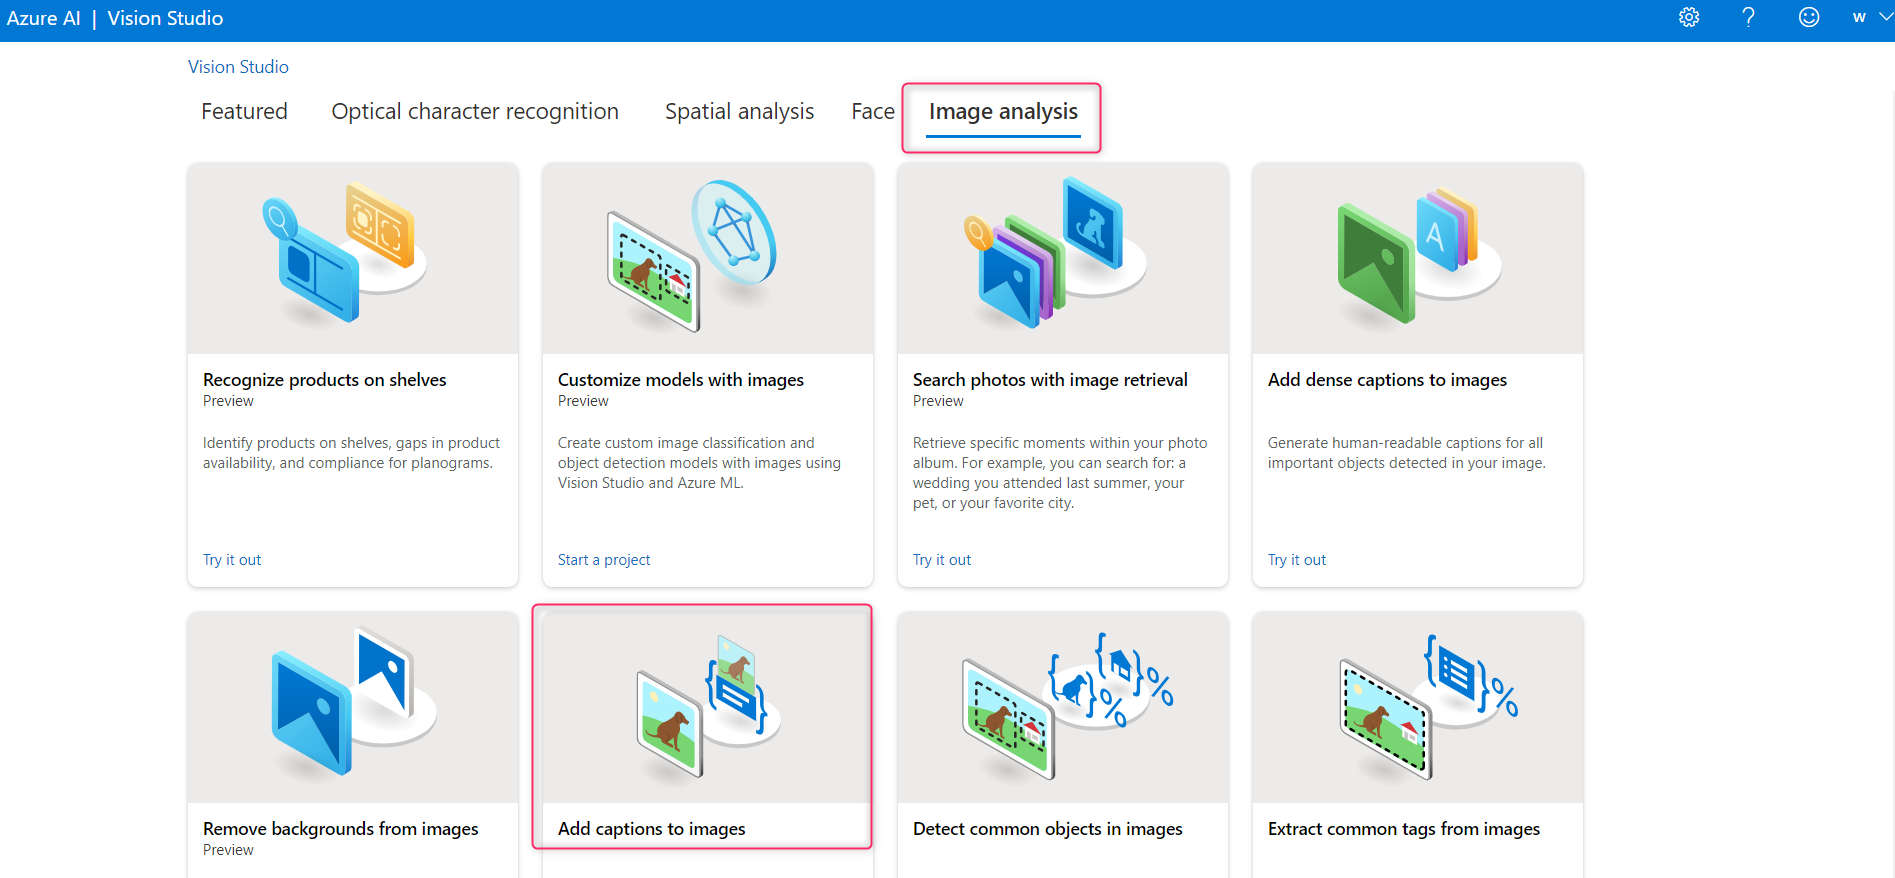 Azure AI | Vision Studio
W
Vision Studio
Featured Optical character recognition Spatial analysis Face Image analysis
Recognize products on shelves
Preview
Identify products on shelves, gaps in product
availability, and compliance for planograms.
Try it out
Customize models with images
Preview
Create custom image classification and
object detection models with images using
Vision Studio and Azure ML.
Start a project
Search photos with image retrieval
Preview
Retrieve specific moments within your photo
album. For example, you can search for: a
wedding you attended last summer, your
pet, or your favorite city.
Try it out
A
Add dense captions to images
Generate human-readable captions for all
important objects detected in your image.
Try it out
Remove backgrounds from images
Preview
{ }
Add captions to images
{ }% { }%
Detect common objects in images
{ }%
Extract common tags from images